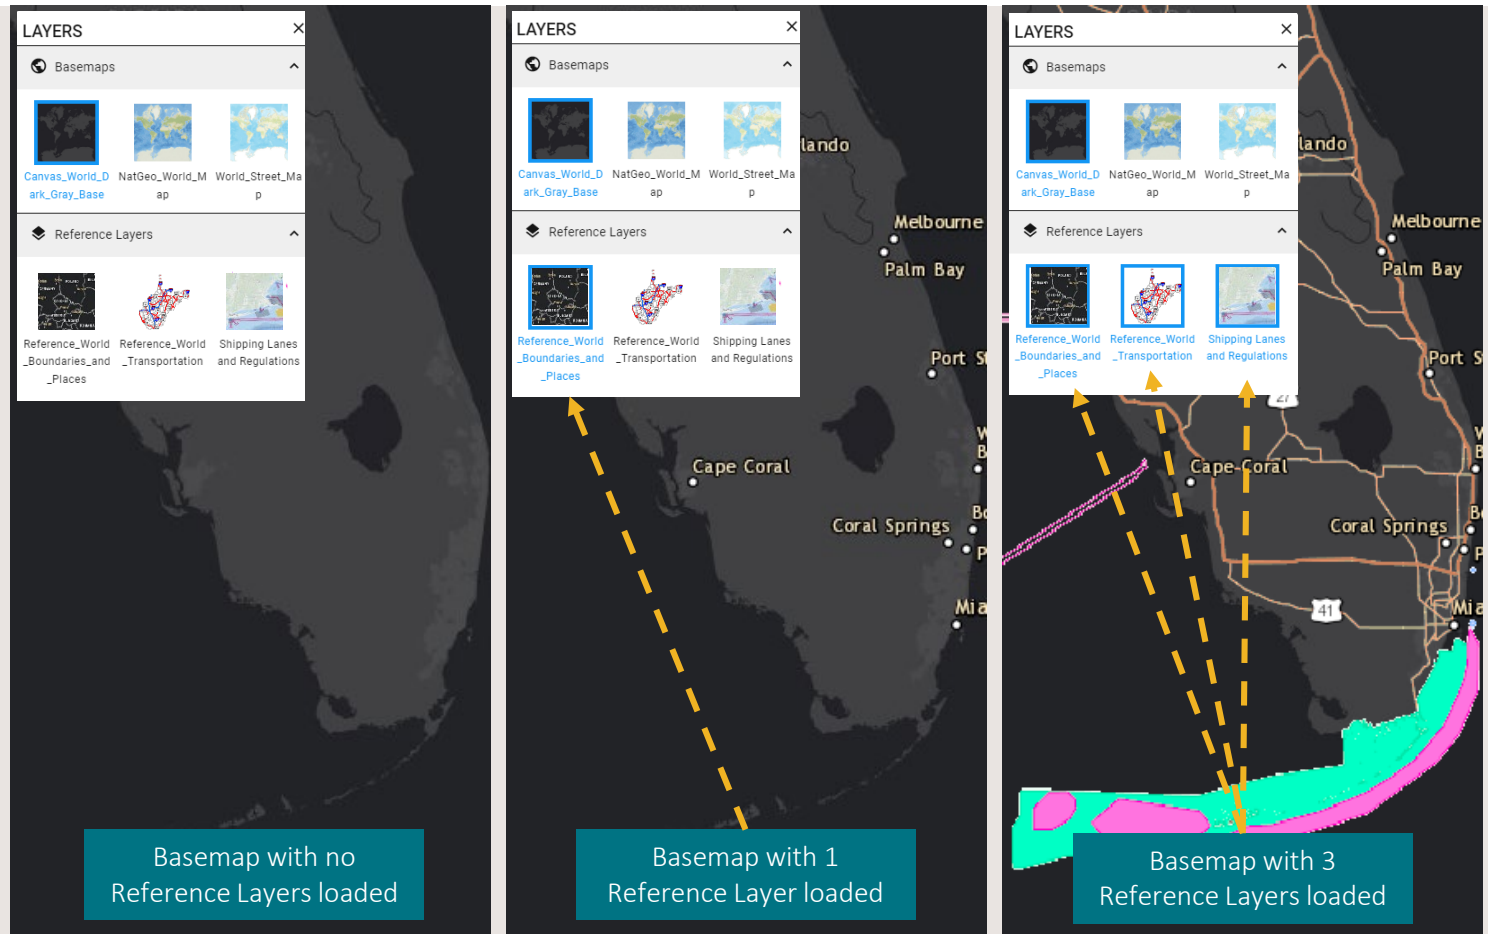 LAYERS
Basemaps
Canvas_World_D
ark_Gray_Base
NatGeo_World_M
ap
World_Street_Ma
p
Reference Layers
Reference_World
_Boundaries_and
_Places
Reference_World
_Transportation
Shipping Lanes
and Regulations
Basemap with no
Reference Layers loaded
LAYERS
Basemaps
Canvas_World_D
ark_Gray_Base
NatGeo_World_M
ap
World_Street_Ma
p
Reference Layers
Reference_World
_Boundaries_and
_Places
Reference_World
_Transportation
Shipping Lanes
and Regulations
lando
Melbourne
Palm Bay
Port S
Cape Coral
Coral Springs
B
P
Mia
Basemap with 1
Reference Layer loaded
LAYERS
Basemaps
Canvas_World_D
ark_Gray_Base
NatGeo_World_M
ap
World_Street_Ma
p
Reference Layers
Reference_World
_Boundaries_and
_Places
Reference_World
_Transportation
Shipping Lanes
and Regulations
lando
Melbourne
Palm Bay
Port S
27
Cape Coral
Coral Springs
B
P
41
Mia
Basemap with 3
Reference Layers loaded